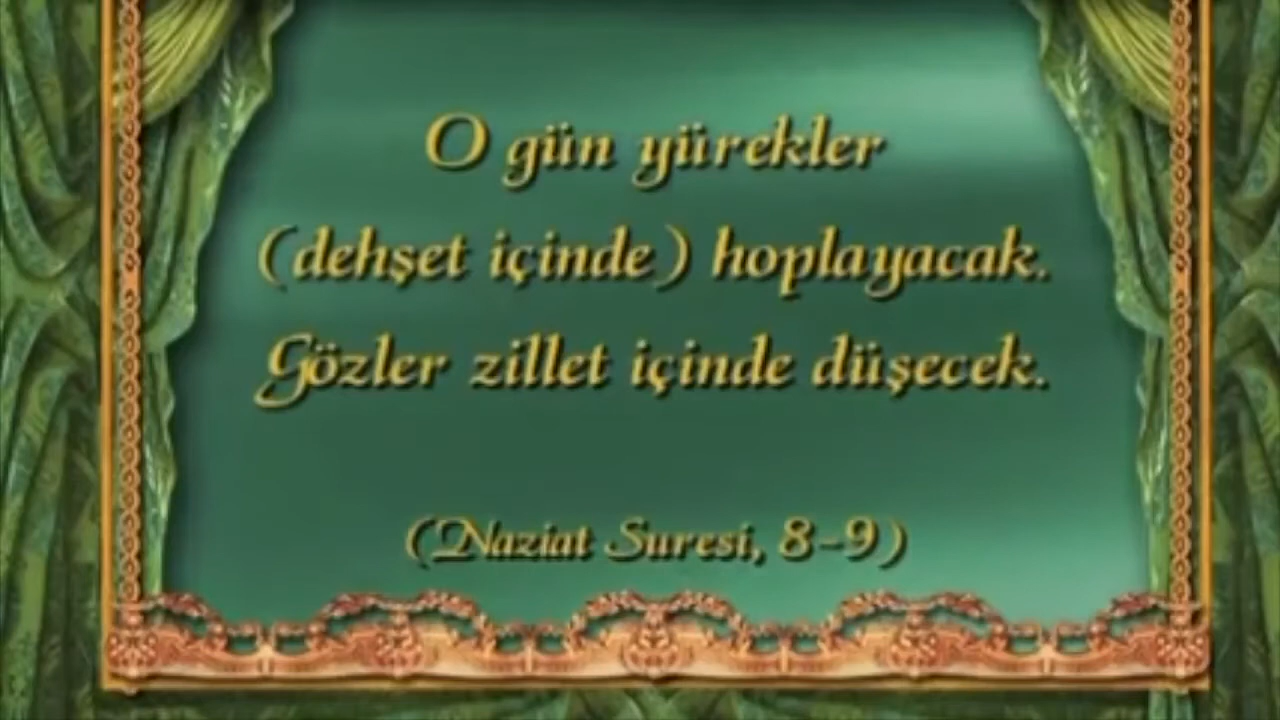 O gün yürekler
(dehşet içinde) hoplayacak.
Gözler zillet içinde düşecek.
(Naziat Suresi, 8-9)